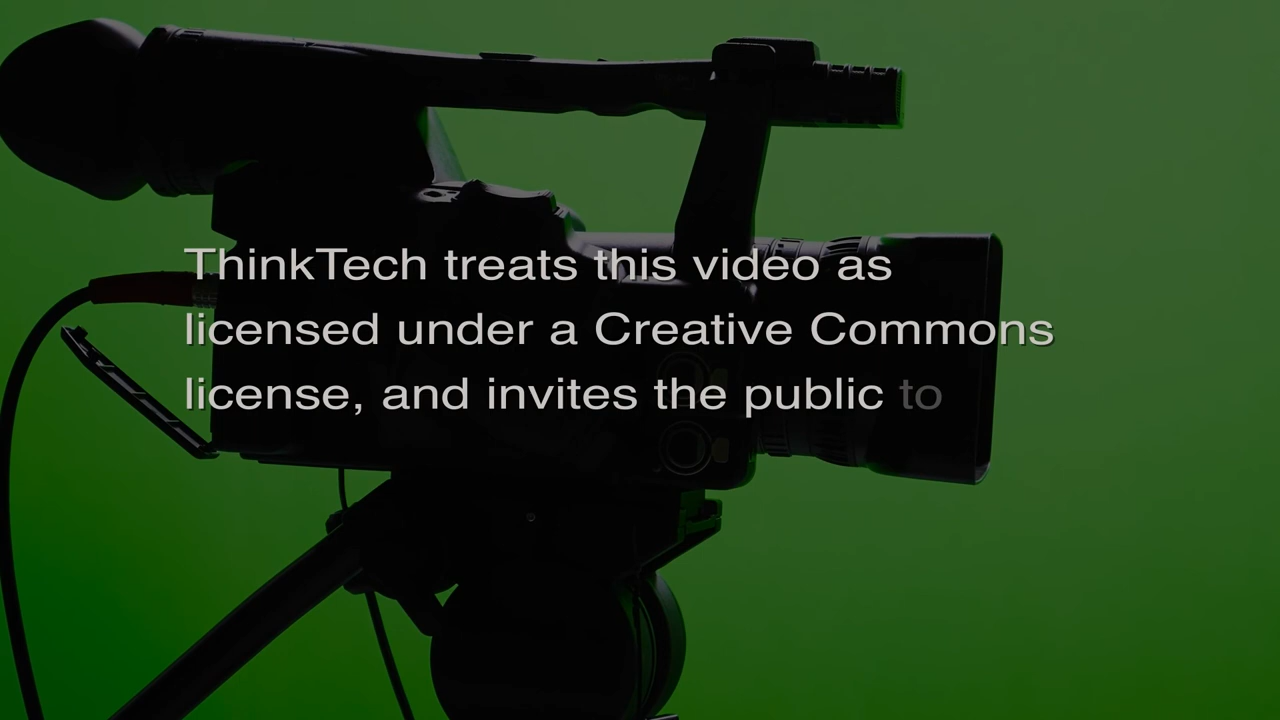 ThinkTech treats this video as
licensed under a Creative Commons
license, and invites the public to